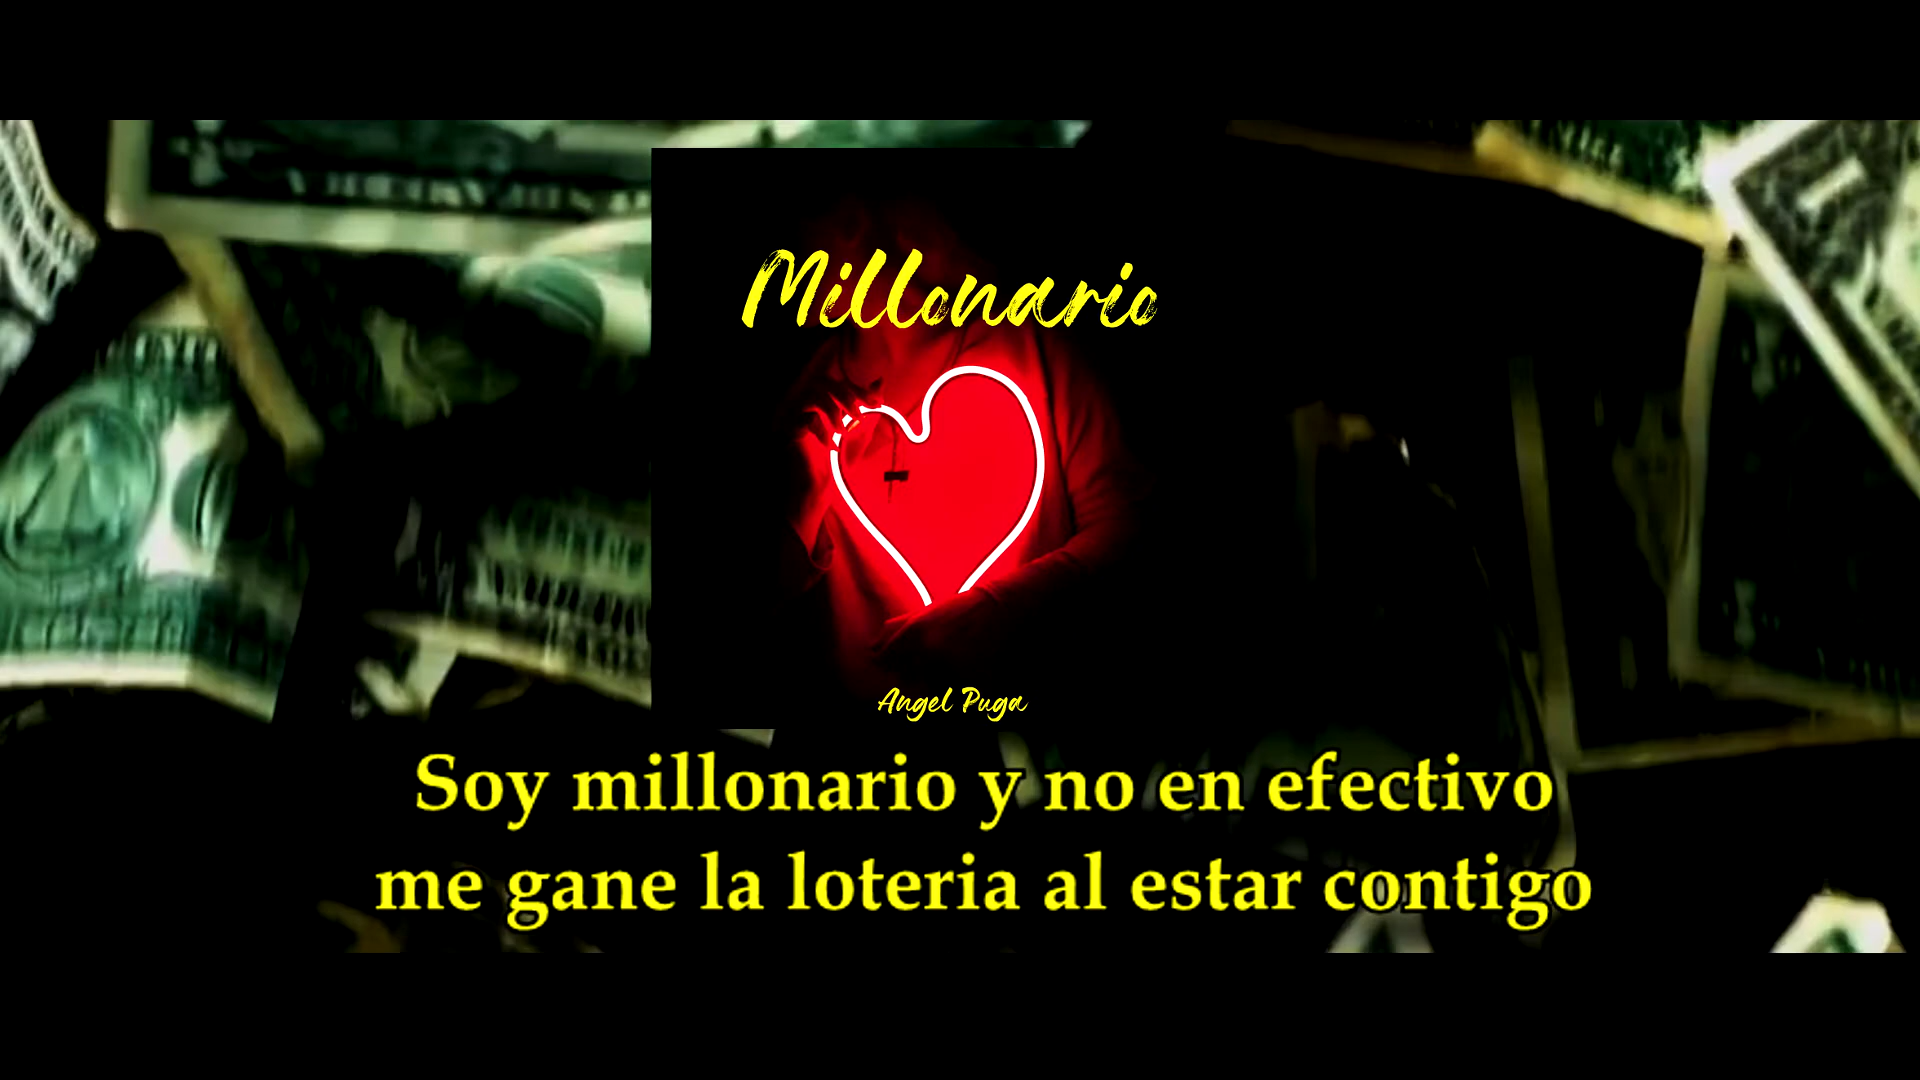 Millonario
Angel Puga
Soy millonario y no en efectivo
me gane la loteria al estar contigo